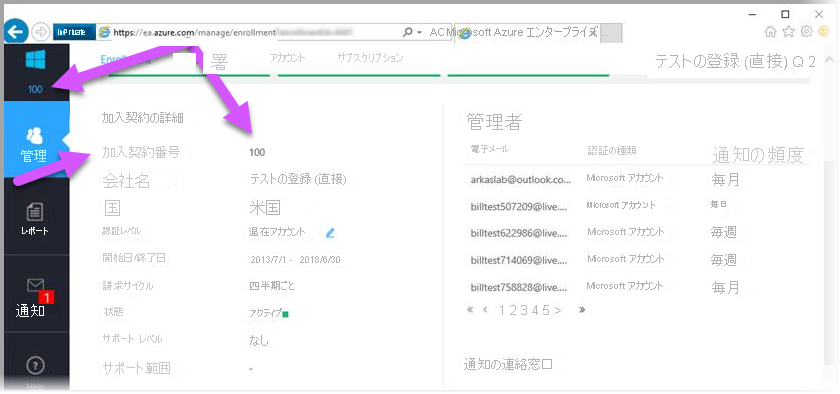 InPrivate https://ea.azure.com/manage/enrollment AC Microsoft Azure エンタープライズ
署 アカウント サブスクリプション テストの登録 (直接) Q 2
100
加入契約の詳細
管理
加入契約番号 100
会社名 テストの登録 (直接)
国 米国
認証レベル 混在アカウント
開始日/終了日 2013/7/1 - 2018/6/30
請求サイクル 四半期ごと
状態 アクティブ
サポート レベル なし
サポート範囲 -
レポート
1
通知
Help
管理者
電子メール 認証の種類 通知の頻度
arkaslab@outlook.co... Microsoft アカウント 毎月
billtest507209@live.... Microsoft アカウント 毎日
billtest622986@live.... Microsoft アカウント 毎週
billtest714069@live.... Microsoft アカウント 毎週
billtest758828@live.... Microsoft アカウント 毎月
« ‹ 1 2 3 4 5 > »
通知の連絡窓口